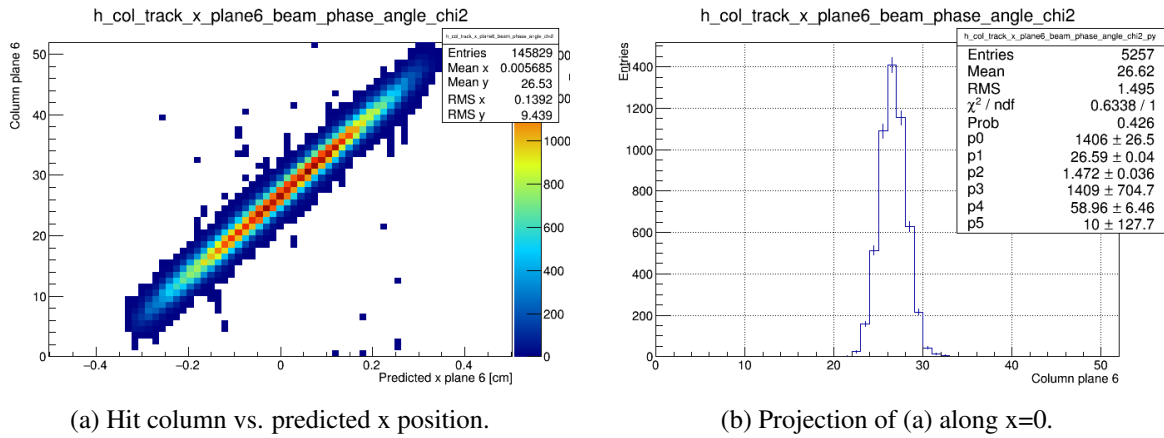 h_col_track_x_plane6_beam_phase_angle_chi2
h_col_track_x_plane6_beam_phase_angle_chi2
Entries 145829
Mean x 0.005685
Mean y 26.53
RMS x 0.1392
RMS y 9.439
Column plane 6
50
40
30
20
10
0
−0.4 −0.2 0 0.2 0.4
Predicted x plane 6 [cm]
1000
800
600
400
200
0
(a) Hit column vs. predicted x position.
h_col_track_x_plane6_beam_phase_angle_chi2
h_col_track_x_plane6_beam_phase_angle_chi2_py
Entries 5257
Mean 26.62
RMS 1.495
χ² / ndf 0.6338 / 1
Prob 0.426
p0 1406 ± 26.5
p1 26.59 ± 0.04
p2 1.472 ± 0.036
p3 1409 ± 704.7
p4 58.96 ± 6.46
p5 10 ± 127.7
Entries
1400
1200
1000
800
600
400
200
0
0 10 20 30 40 50
Column plane 6
(b) Projection of (a) along x=0.